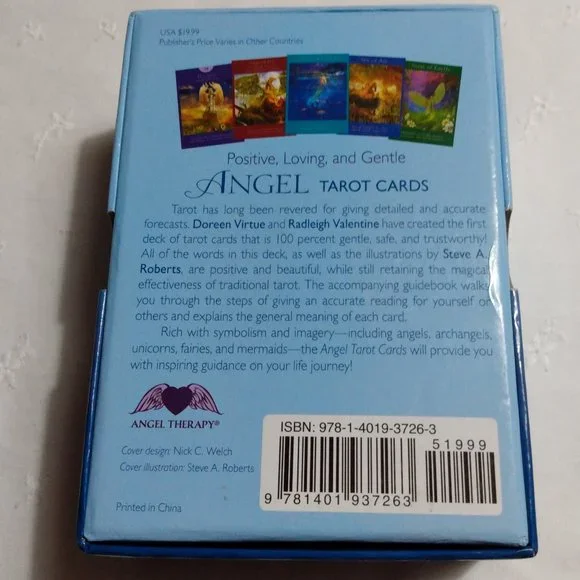 USA $19.99
Publisher's Price Varies in Other Countries
Positive, Loving, and Gentle
ANGEL TAROT CARDS
Tarot has long been revered for giving detailed and accurate
forecasts. Doreen Virtue and Radleigh Valentine have created the first
deck of tarot cards that is 100 percent gentle, safe, and trustworthy!
All of the words in this deck, as well as the illustrations by Steve A.
Roberts, are positive and beautiful, while still retaining the magical
effectiveness of traditional tarot. The accompanying guidebook walks
you through the steps of giving an accurate reading for yourself or
others and explains the general meaning of each card.
Rich with symbolism and imagery—including angels, archangels,
unicorns, fairies, and mermaids—the Angel Tarot Cards will provide you
with inspiring guidance on your life journey!
ANGEL THERAPY®
Cover design: Nick C. Welch
Cover illustration: Steve A. Roberts
Printed in China
ISBN: 978-1-4019-3726-3
51999
9 781401 937263